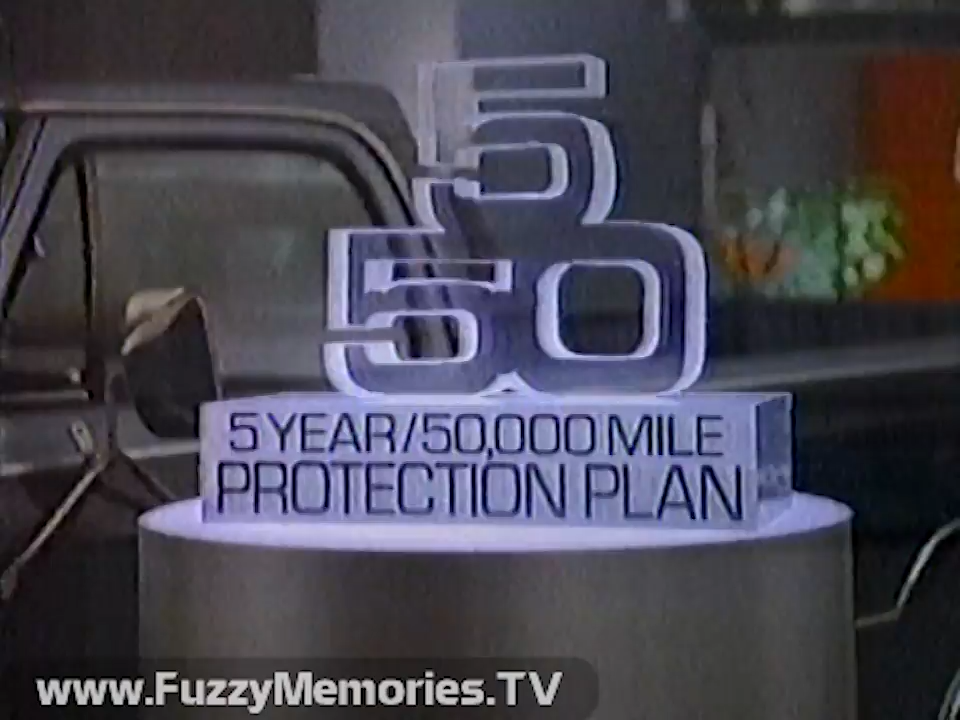 5
50
5 YEAR/50,000 MILE
PROTECTION PLAN
www.FuzzyMemories.TV